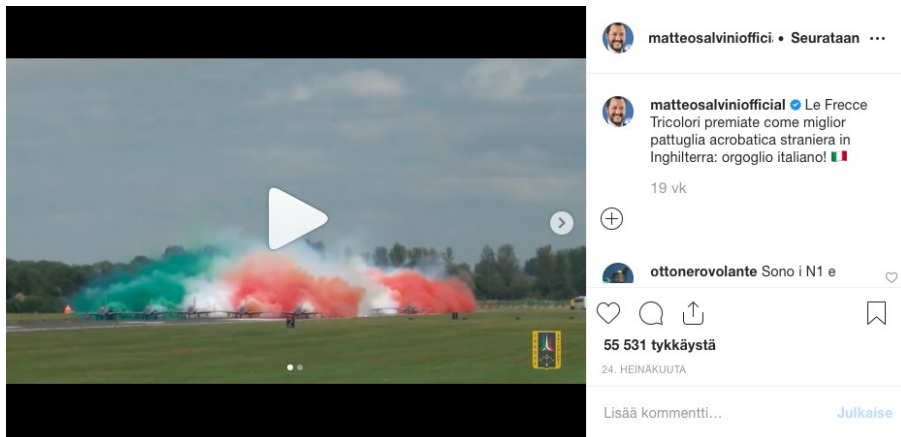 matteosalviniofficia • Seurataan
matteosalviniofficial Le Frecce
Tricolori premiate come miglior
pattuglia acrobatica straniera in
Inghilterra: orgoglio italiano! 🇮🇹
19 vk
ottonerovolante Sono i N1 e
55 531 tykkäystä
24. HEINÄKUUTA
Lisää kommentti...
Julkaise